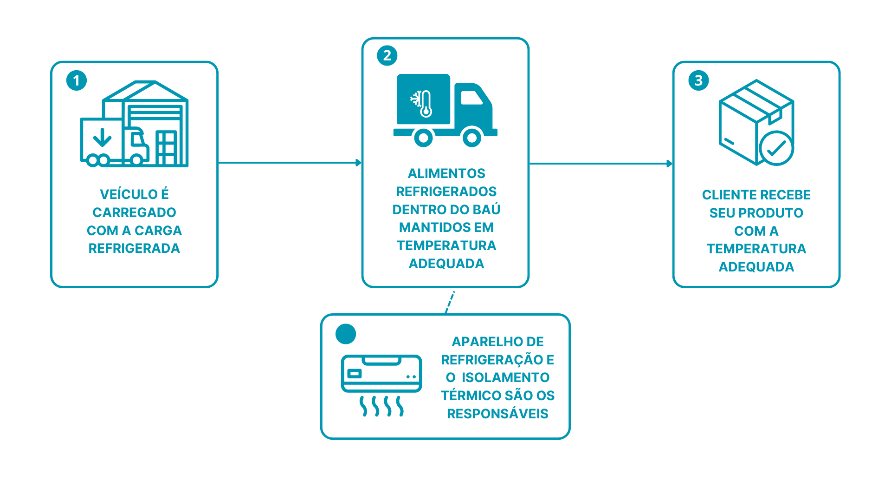 1
VEÍCULO É
CARREGADO
COM A CARGA
REFRIGERADA
2
ALIMENTOS
REFRIGERADOS
DENTRO DO BAÚ
MANTIDOS EM
TEMPERATURA
ADEQUADA
3
CLIENTE RECEBE
SEU PRODUTO
COM A
TEMPERATURA
ADEQUADA
APARELHO DE
REFRIGERAÇÃO E
O ISOLAMENTO
TÉRMICO SÃO OS
RESPONSÁVEIS